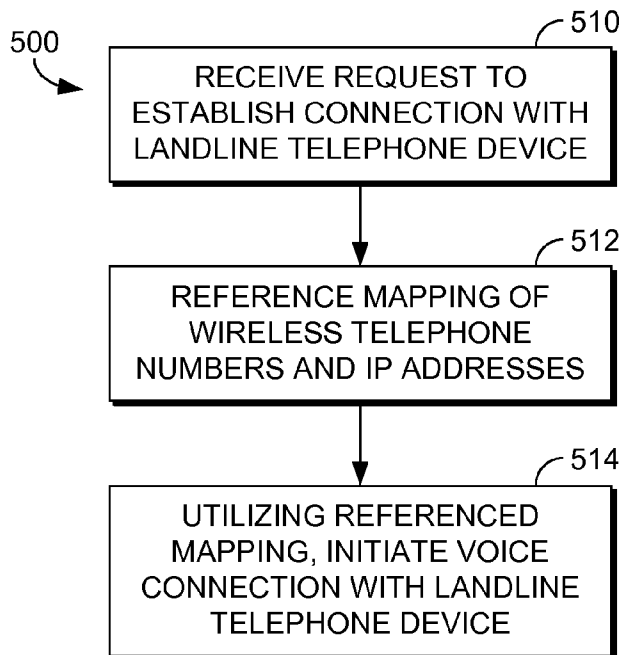 500
510
RECEIVE REQUEST TO
ESTABLISH CONNECTION WITH
LANDLINE TELEPHONE DEVICE
512
REFERENCE MAPPING OF
WIRELESS TELEPHONE
NUMBERS AND IP ADDRESSES
514
UTILIZING REFERENCED
MAPPING, INITIATE VOICE
CONNECTION WITH LANDLINE
TELEPHONE DEVICE